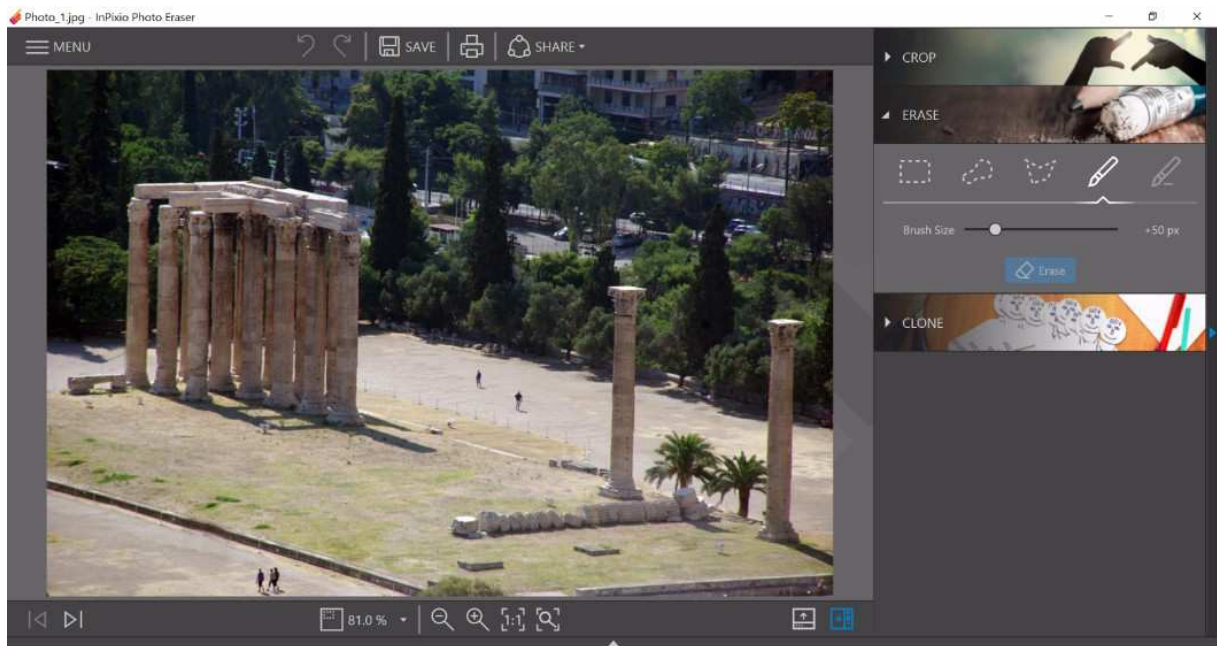 Photo_1.jpg - InPixio Photo Eraser
MENU
SAVE
SHARE
CROP
ERASE
Brush Size
+50 px
Erase
CLONE
81.0 %
1:1